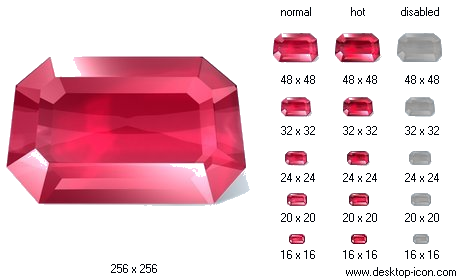 normal hot disabled
48 x 48 48 x 48 48 x 48
32 x 32 32 x 32 32 x 32
24 x 24 24 x 24 24 x 24
20 x 20 20 x 20 20 x 20
16 x 16 16 x 16 16 x 16
256 x 256
www.desktop-icon.com